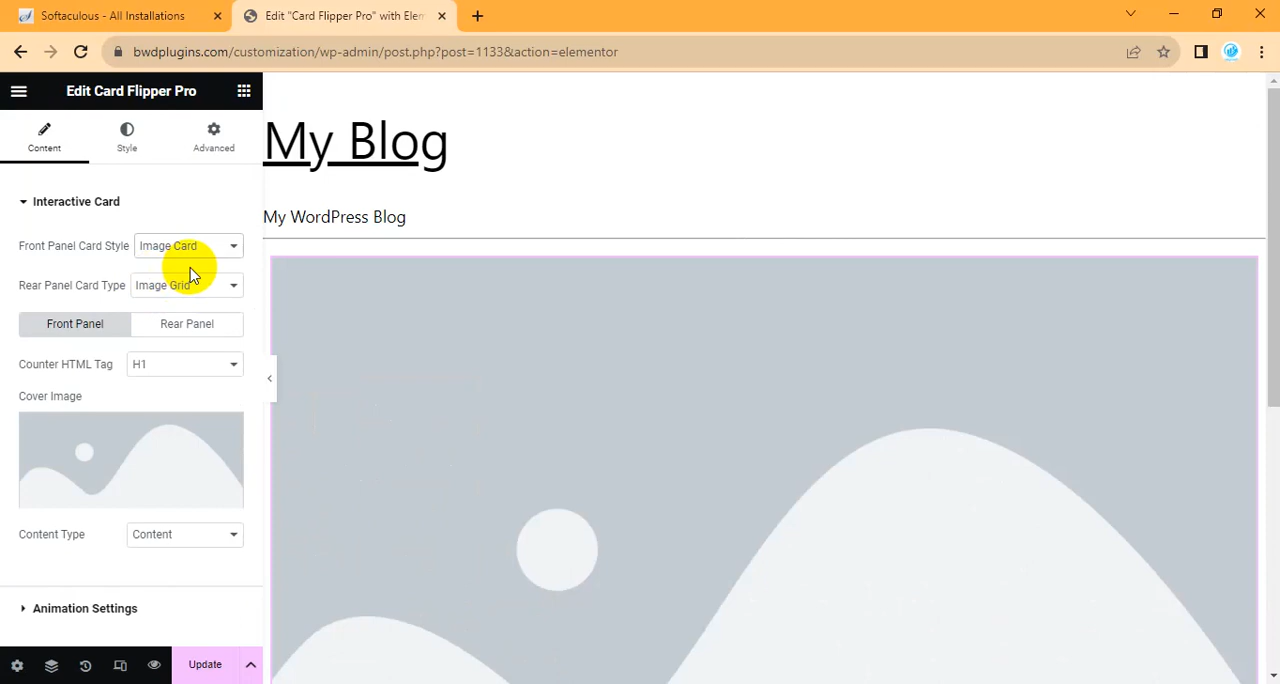 Softaculous - All Installations
Edit "Card Flipper Pro" with Elem
bwdplugins.com/customization/wp-admin/post.php?post=1133&action=elementor
Edit Card Flipper Pro
Content
Style
Advanced
Interactive Card
Front Panel Card Style
Image Card
Rear Panel Card Type
Image Grid
Front Panel
Rear Panel
Counter HTML Tag
H1
Cover Image
Content Type
Content
Animation Settings
Update
My Blog
My WordPress Blog